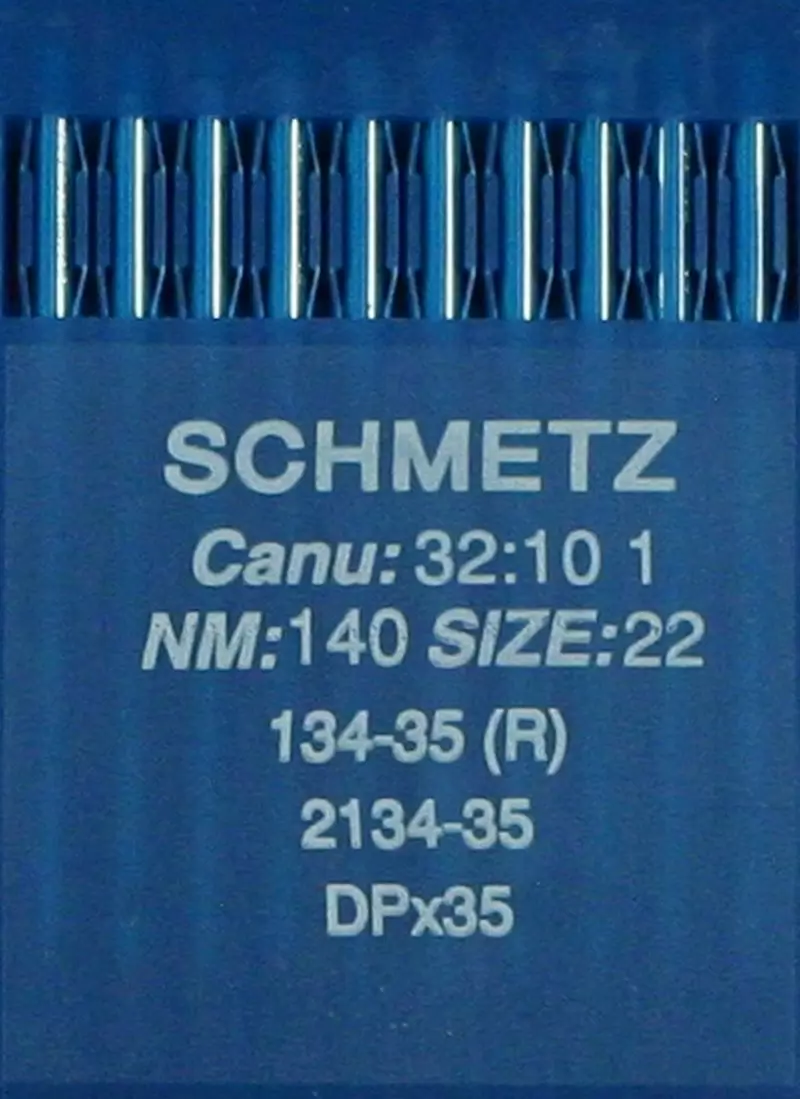 SCHMETZ
Canu: 32:10 1
NM:140 SIZE:22
134-35 (R)
2134-35
DPx35